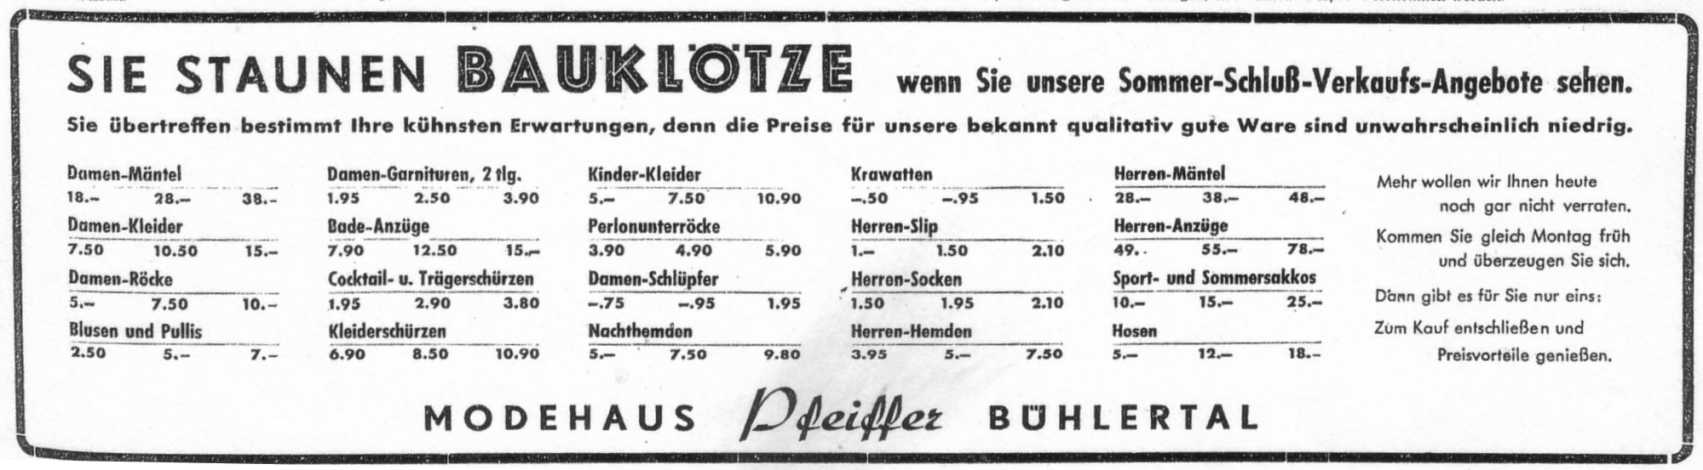 SIE STAUNEN BAUKLÖTZE wenn Sie unsere Sommer-Schluß-Verkaufs-Angebote sehen.
Sie übertreffen bestimmt Ihre kühnsten Erwartungen, denn die Preise für unsere bekannt qualitativ gute Ware sind unwahrscheinlich niedrig.
Damen-Mäntel
18.– 28.– 38.–
Damen-Kleider
7.50 10.50 15.–
Damen-Röcke
5.– 7.50 10.–
Blusen und Pullis
2.50 5.– 7.–
Damen-Garnituren, 2 tlg.
1.95 2.50 3.90
Bade-Anzüge
7.90 12.50 15.–
Cocktail- u. Trägerschürzen
1.95 2.90 3.80
Kleiderschürzen
6.90 8.50 10.90
Kinder-Kleider
5.– 7.50 10.90
Perlonunterröcke
3.90 4.90 5.90
Damen-Schlüpfer
–.75 –.95 1.95
Nachthemden
5.– 7.50 9.80
Krawatten
–.50 –.95 1.50
Herren-Slip
1.– 1.50 2.10
Herren-Socken
1.50 1.95 2.10
Herren-Hemden
3.95 5.– 7.50
Herren-Mäntel
28.– 38.– 48.–
Herren-Anzüge
49.– 55.– 78.–
Sport- und Sommersakkos
10.– 15.– 25.–
Hosen
5.– 12.– 18.–
Mehr wollen wir Ihnen heute
noch gar nicht verraten.
Kommen Sie gleich Montag früh
und überzeugen Sie sich.
Dann gibt es für Sie nur eins:
Zum Kauf entschließen und
Preisvorteile genießen.
MODEHAUS Pfeiffer BÜHLERTAL